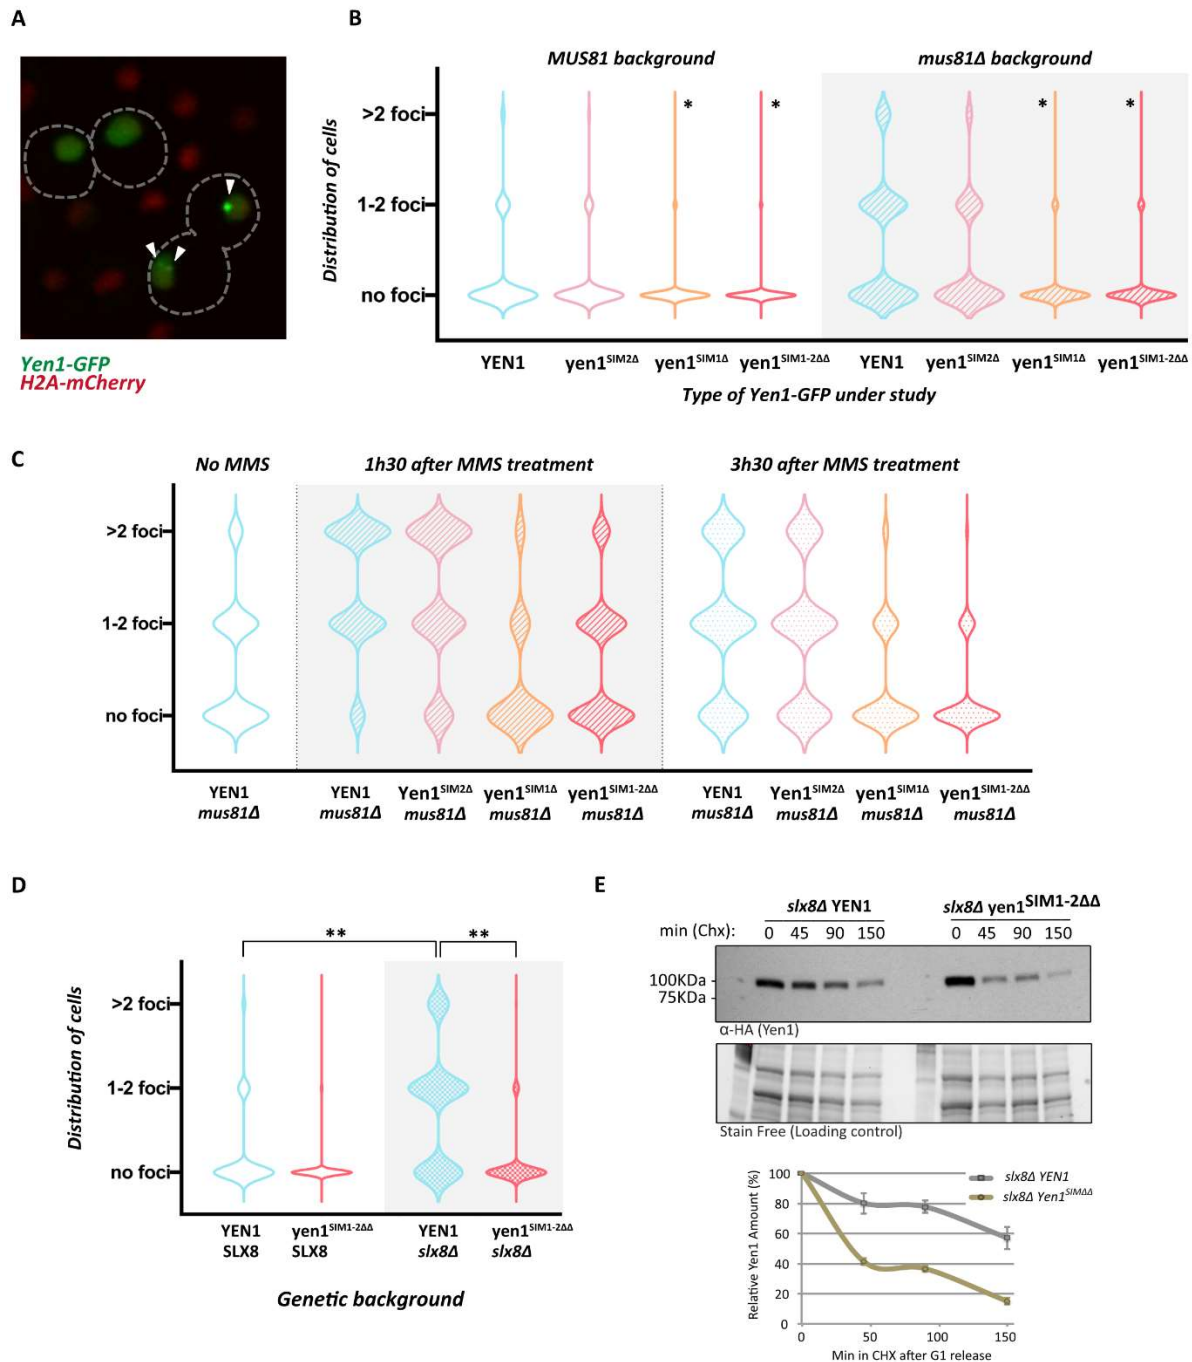 A
Yen1-GFP
H2A-mCherry
B
MUS81 background
mus81Δ background
Distribution of cells
>2 foci
1-2 foci
no foci
*
*
*
*
YEN1
yen1SIM2Δ
yen1SIM1Δ
yen1SIM1-2ΔΔ
YEN1
yen1SIM2Δ
yen1SIM1Δ
yen1SIM1-2ΔΔ
Type of Yen1-GFP under study
C
No MMS
1h30 after MMS treatment
3h30 after MMS treatment
>2 foci
1-2 foci
no foci
YEN1
mus81Δ
YEN1
mus81Δ
Yen1SIM2Δ
mus81Δ
yen1SIM1Δ
mus81Δ
yen1SIM1-2ΔΔ
mus81Δ
YEN1
mus81Δ
Yen1SIM2Δ
mus81Δ
yen1SIM1Δ
mus81Δ
yen1SIM1-2ΔΔ
mus81Δ
D
**
**
Distribution of cells
>2 foci
1-2 foci
no foci
YEN1
SLX8
yen1SIM1-2ΔΔ
SLX8
YEN1
slx8Δ
yen1SIM1-2ΔΔ
slx8Δ
Genetic background
E
slx8Δ YEN1
slx8Δ yen1SIM1-2ΔΔ
min (Chx): 0 45 90 150 0 45 90 150
100KDa
75KDa
α-HA (Yen1)
Stain Free (Loading control)
Relative Yen1 Amount (%)
100
80
60
40
20
0
slx8Δ YEN1
slx8Δ Yen1SIMΔΔ
0 50 100 150
Min in CHX after G1 release